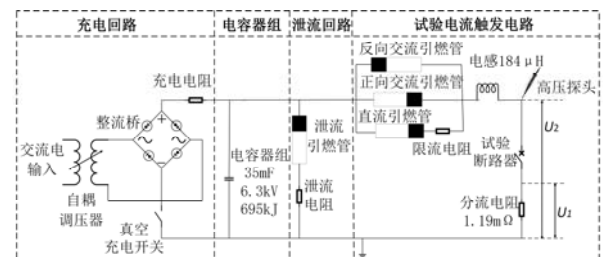 充电回路
电容器组
泄流回路
试验电流触发电路
反向交流引燃管
正向交流引燃管
直流引燃管
限流电阻
电感184μH
高压探头
充电电阻
整流桥
交流电
输入
自耦
调压器
真空
充电开关
电容器组
35mF
6.3kV
695kJ
泄流
引燃管
泄流
电阻
试验
断路器
分流电阻
1.19mΩ
U2
U1